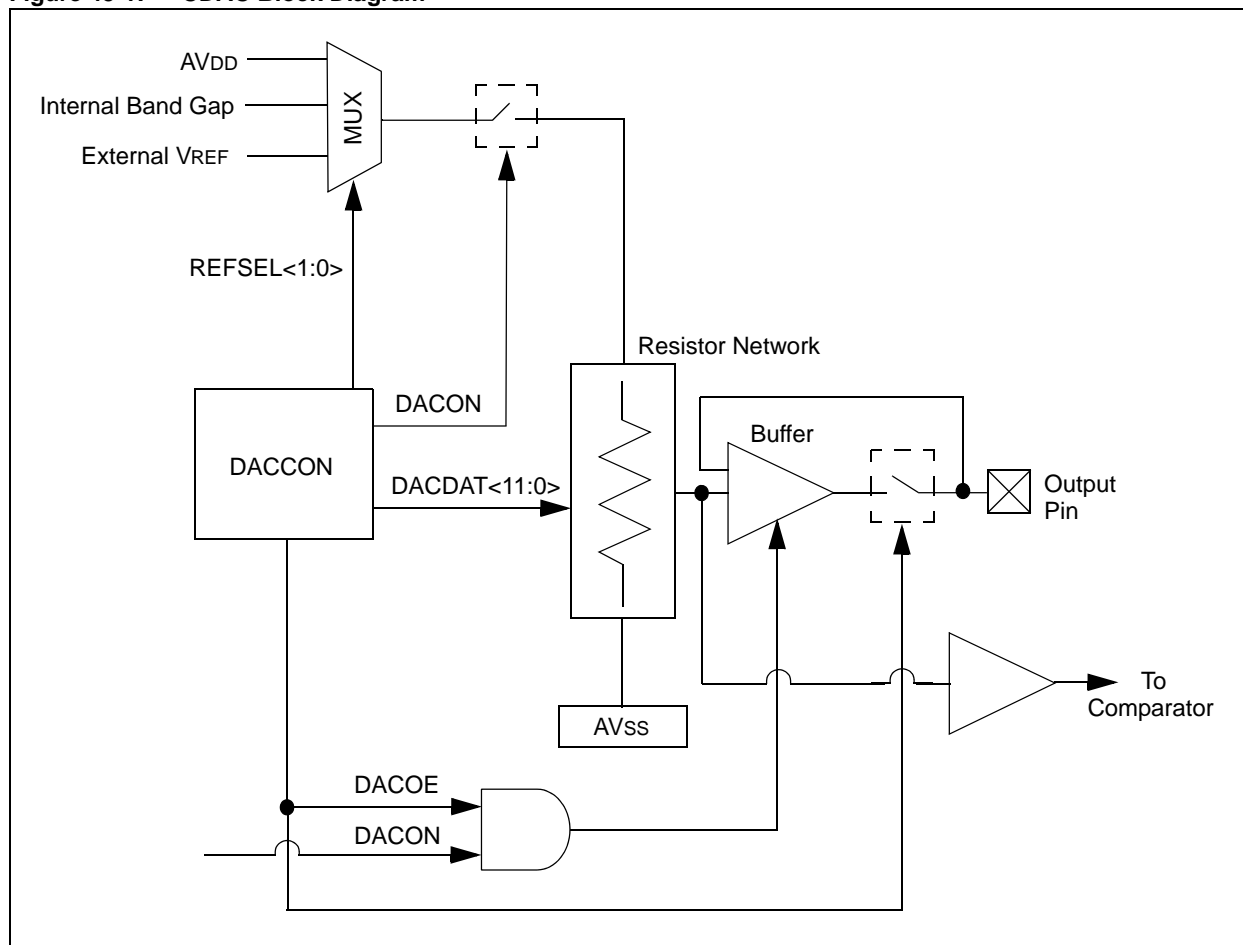 AVDD
Internal Band Gap
External VREF
MUX
REFSEL<1:0>
Resistor Network
DACON
Buffer
DACCON
DACDAT<11:0>
Output
Pin
To
Comparator
AVSS
DACOE
DACON